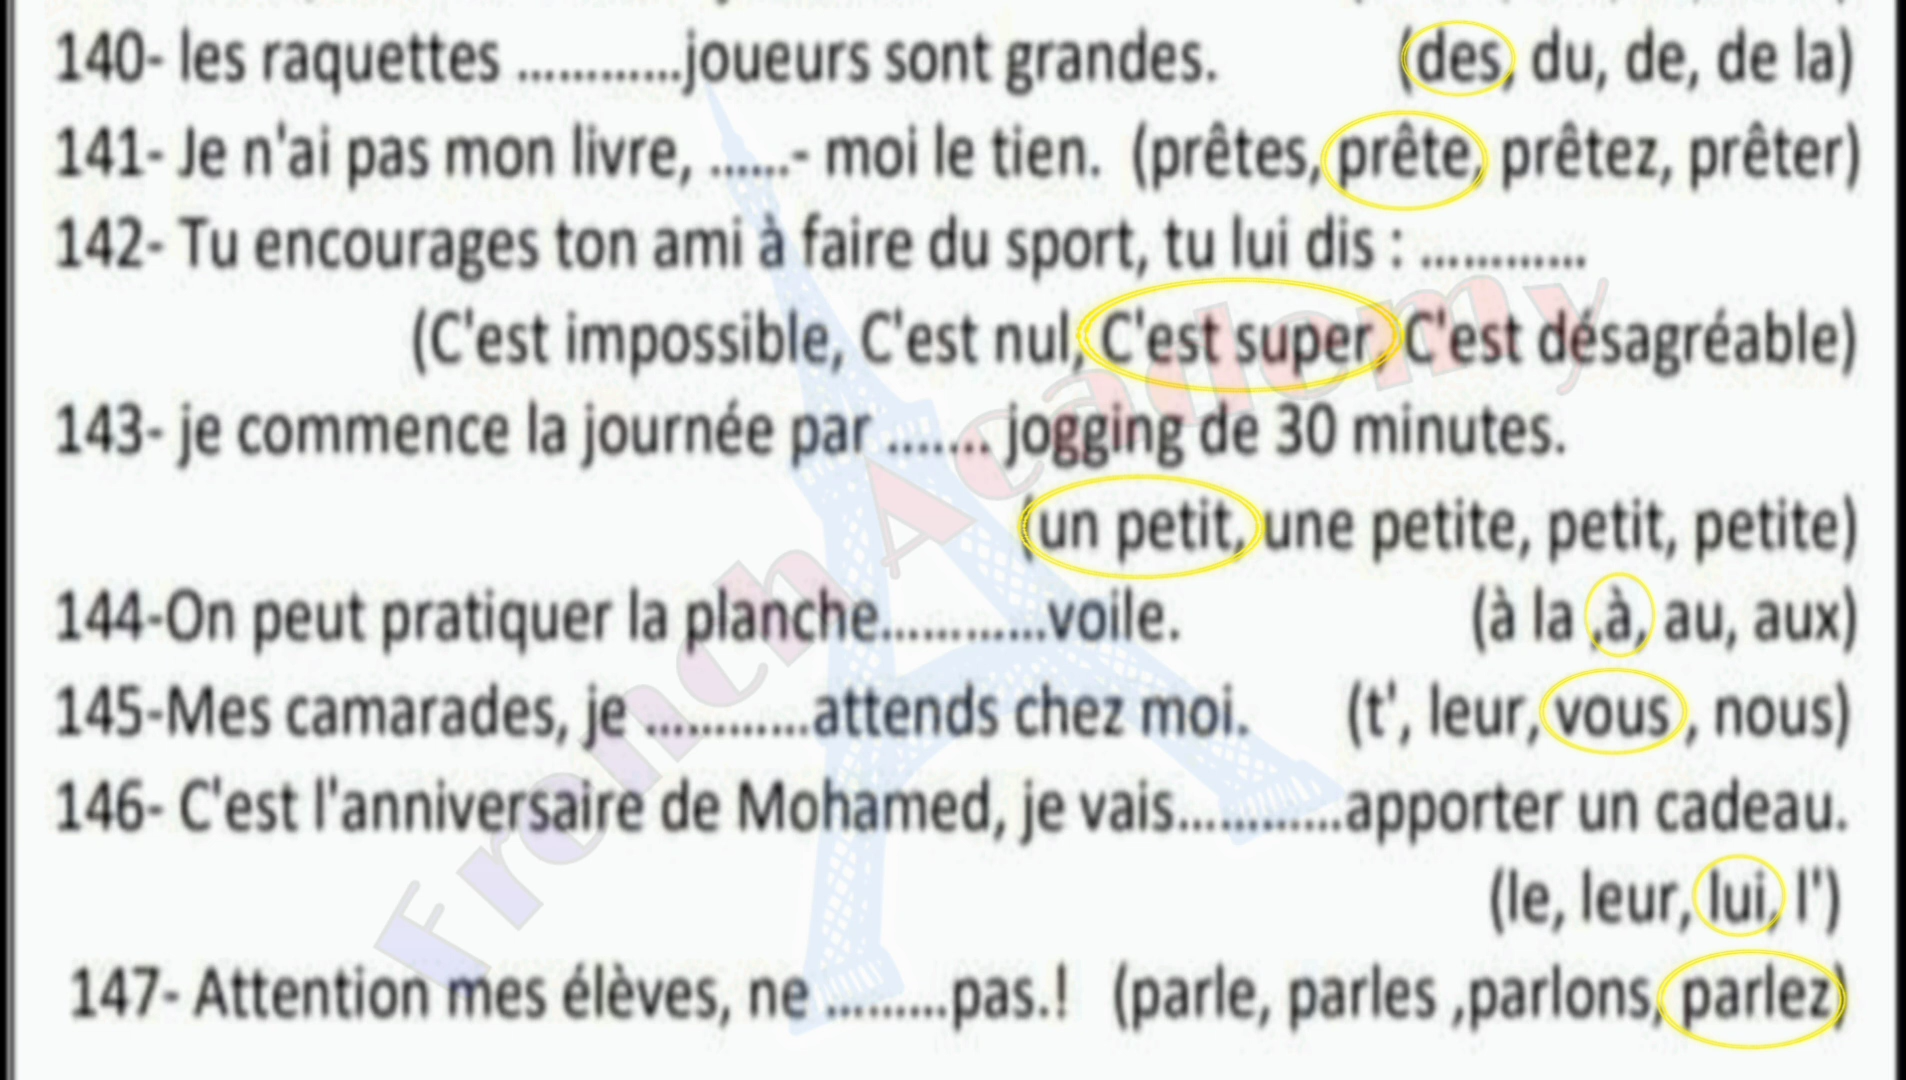 140- les raquettes ............joueurs sont grandes. (des, du, de, de la)
141- Je n'ai pas mon livre, ......- moi le tien. (prêtes, prête, prêtez, prêter)
142- Tu encourages ton ami à faire du sport, tu lui dis : ............
(C'est impossible, C'est nul, C'est super, C'est désagréable)
143- je commence la journée par ....... jogging de 30 minutes.
(un petit, une petite, petit, petite)
144-On peut pratiquer la planche............voile. (à la ,à, au, aux)
145-Mes camarades, je ............attends chez moi. (t', leur, vous , nous)
146- C'est l'anniversaire de Mohamed, je vais............apporter un cadeau.
(le, leur, lui, l')
147- Attention mes élèves, ne .........pas.! (parle, parles ,parlons, parlez)
French Academy